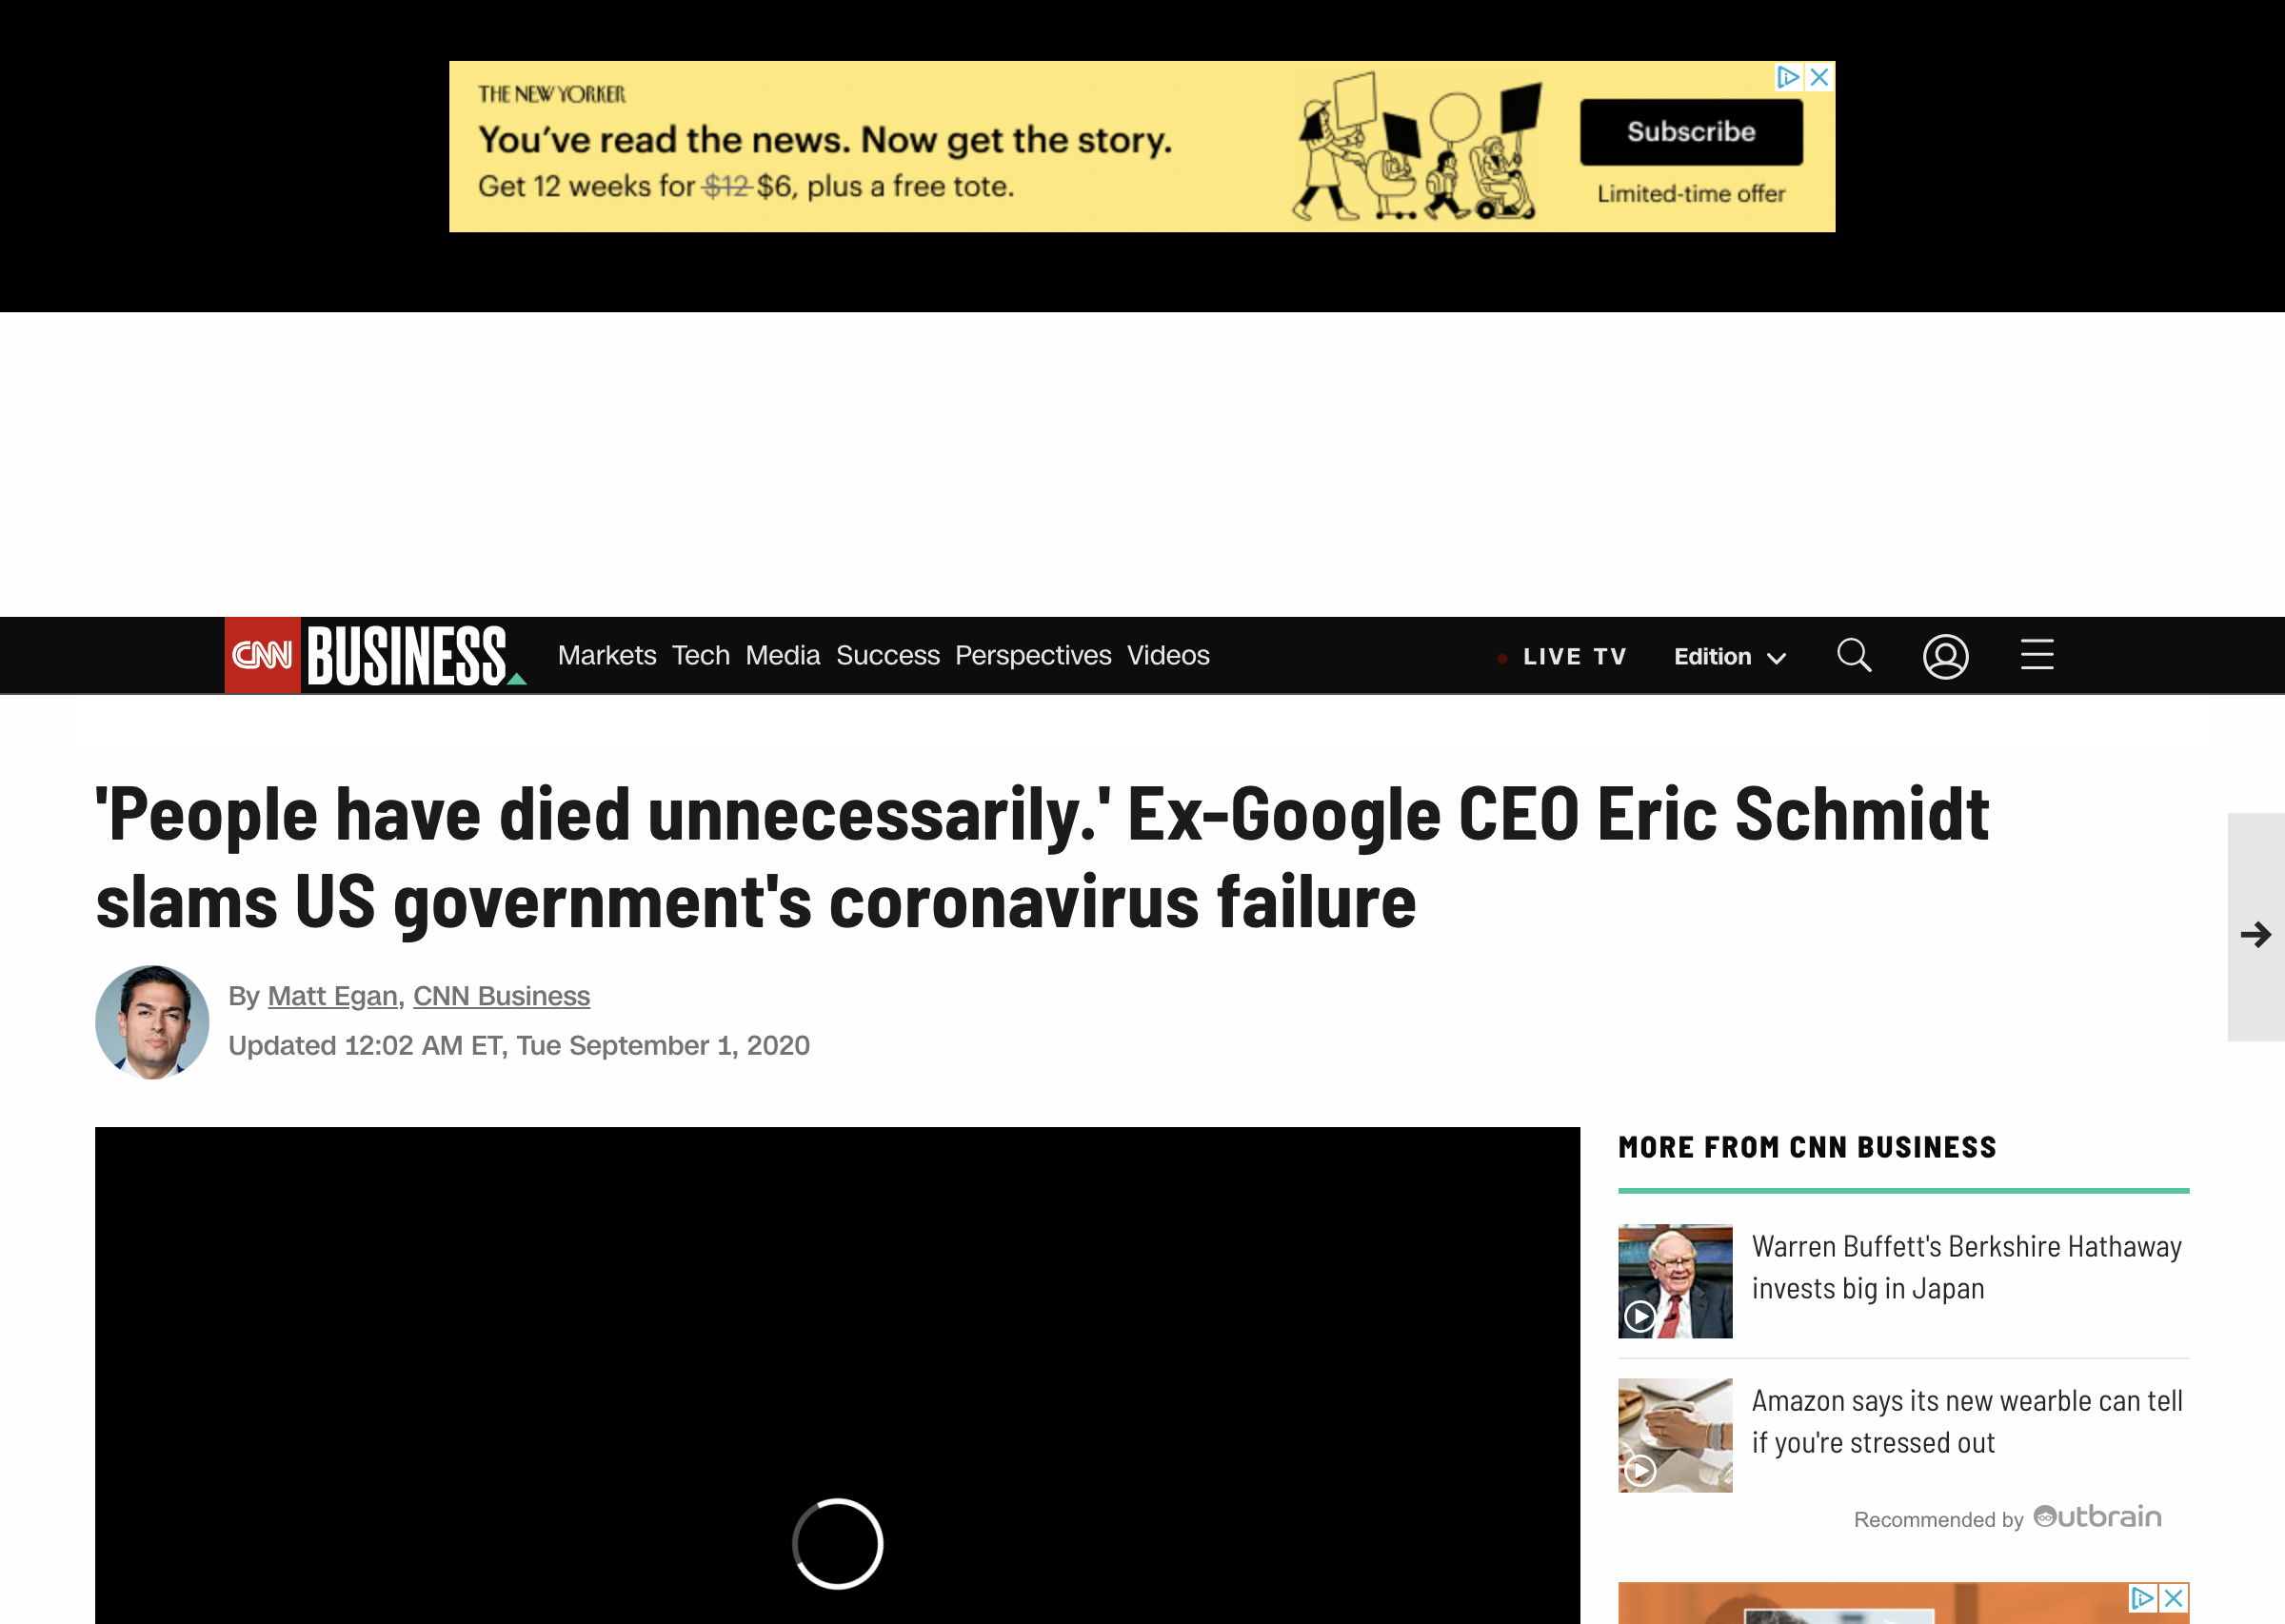 THE NEW YORKER
You've read the news. Now get the story.
Get 12 weeks for $12 $6, plus a free tote.
Subscribe
Limited-time offer
CNN BUSINESS
Markets Tech Media Success Perspectives Videos
LIVE TV Edition
'People have died unnecessarily.' Ex-Google CEO Eric Schmidt
slams US government's coronavirus failure
By Matt Egan, CNN Business
Updated 12:02 AM ET, Tue September 1, 2020
MORE FROM CNN BUSINESS
Warren Buffett's Berkshire Hathaway
invests big in Japan
Amazon says its new wearble can tell
if you're stressed out
Recommended by Outbrain